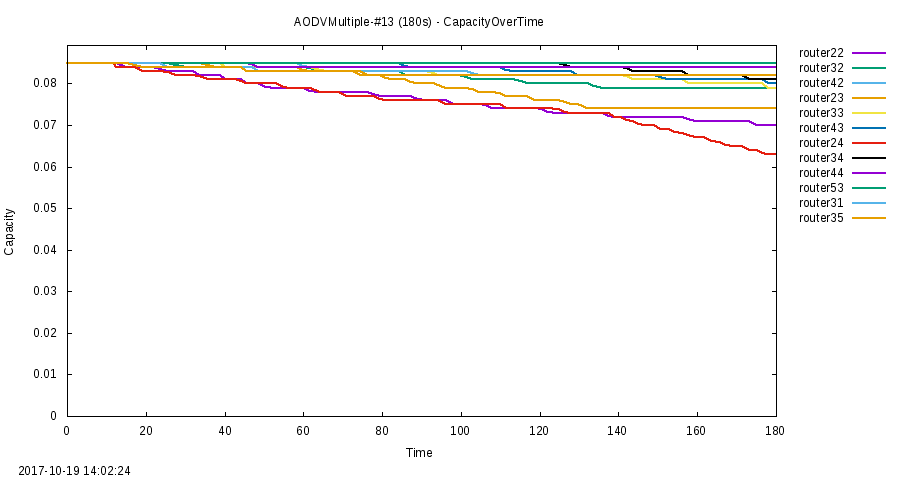 AODVMultiple-#13 (180s) - CapacityOverTime
router22
router32
router42
router23
router33
router43
router24
router34
router44
router53
router31
router35
0.08
0.07
0.06
0.05
0.04
0.03
0.02
0.01
0
Capacity
0 20 40 60 80 100 120 140 160 180
Time
2017-10-19 14:02:24